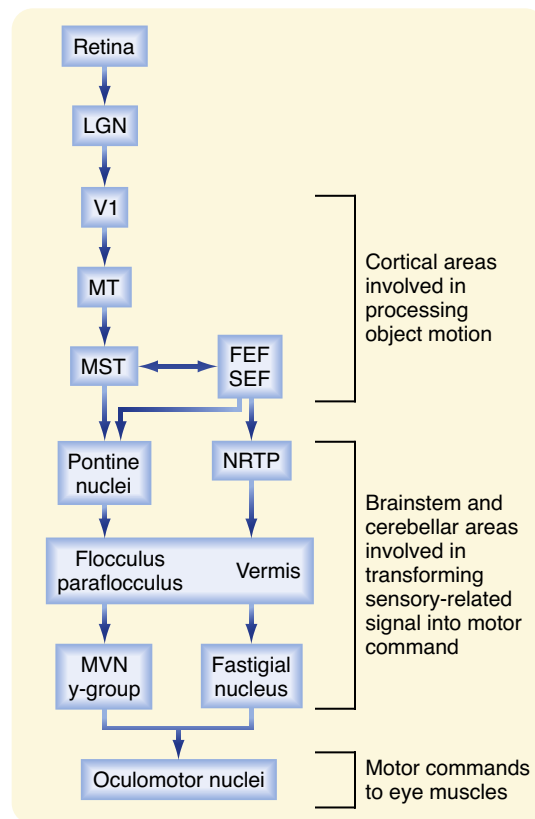 Retina
LGN
V1
MT
MST
FEF
SEF
Cortical areas
involved in
processing
object motion
Pontine
nuclei
NRTP
Flocculus
paraflocculus
Vermis
MVN
y-group
Fastigial
nucleus
Brainstem and
cerebellar areas
involved in
transforming
sensory-related
signal into motor
command
Oculomotor nuclei
Motor commands
to eye muscles